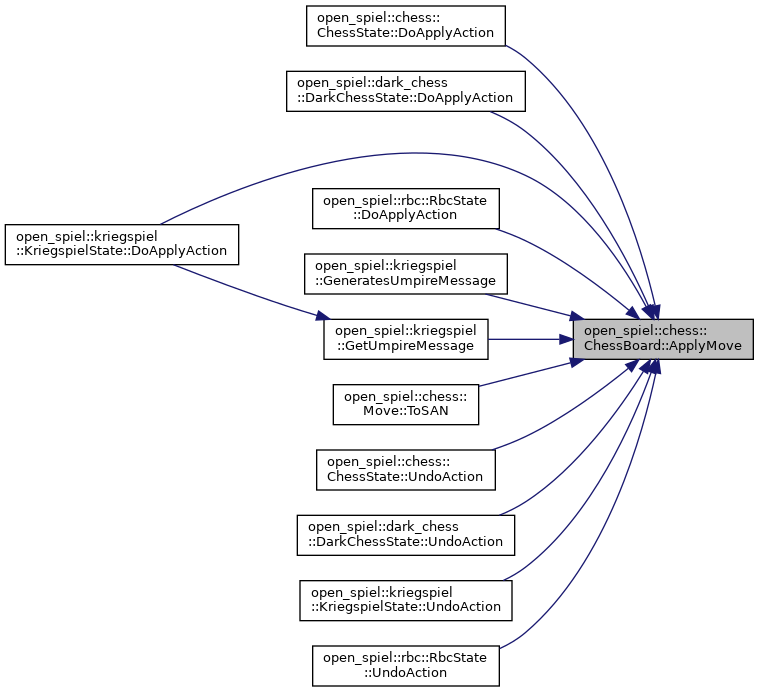 open_spiel::chess::
ChessState::DoApplyAction
open_spiel::dark_chess
::DarkChessState::DoApplyAction
open_spiel::rbc::RbcState
::DoApplyAction
open_spiel::kriegspiel
::KriegspielState::DoApplyAction
open_spiel::kriegspiel
::GeneratesUmpireMessage
open_spiel::kriegspiel
::GetUmpireMessage
open_spiel::chess::
ChessBoard::ApplyMove
open_spiel::chess::
Move::ToSAN
open_spiel::chess::
ChessState::UndoAction
open_spiel::dark_chess
::DarkChessState::UndoAction
open_spiel::kriegspiel
::KriegspielState::UndoAction
open_spiel::rbc::RbcState
::UndoAction